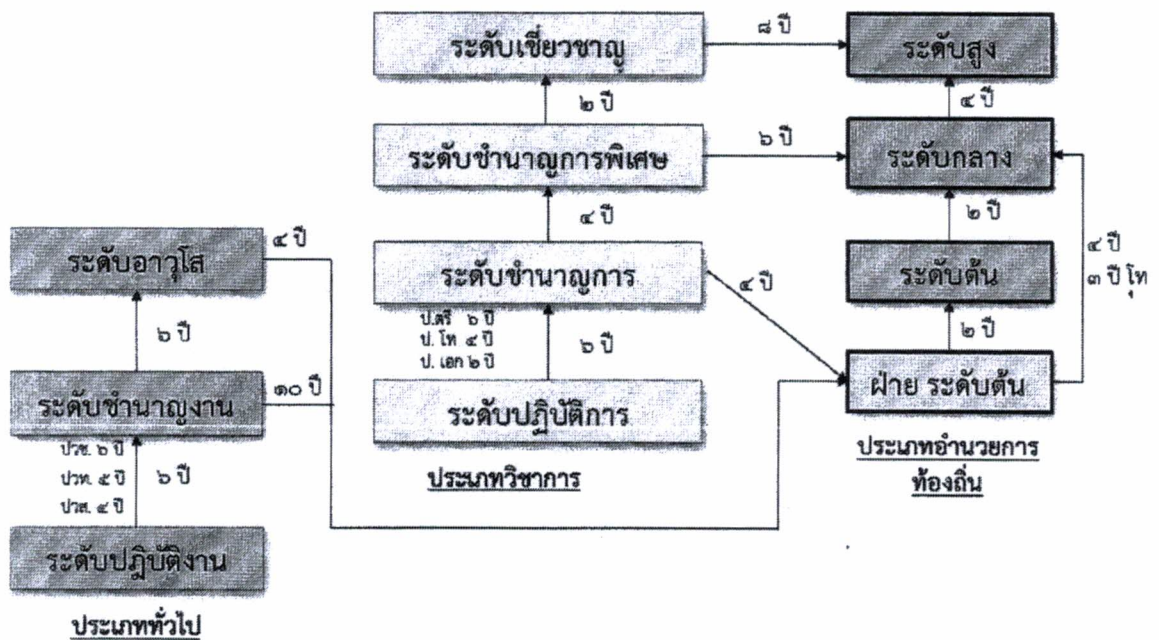 ระดับเชี่ยวชาญ
๘ ปี
ระดับสูง
๒ ปี
๔ ปี
ระดับชำนาญการพิเศษ
๖ ปี
ระดับกลาง
๔ ปี
๒ ปี
ระดับอาวุโส
๔ ปี
ระดับชำนาญการ
๔ ปี
ระดับต้น
๔ ปี
๓ ปี โท
๖ ปี
ป.ตรี ๖ ปี
ป. โท ๔ ปี
ป. เอก ๒ ปี
๖ ปี
๒ ปี
ระดับชำนาญงาน
๑๐ ปี
ระดับปฏิบัติการ
ฝ่าย ระดับต้น
ปวช. ๖ ปี
ปวท. ๕ ปี
ปวส. ๔ ปี
๖ ปี
ประเภทวิชาการ
ประเภทอำนวยการ
ท้องถิ่น
ระดับปฏิบัติงาน
ประเภททั่วไป